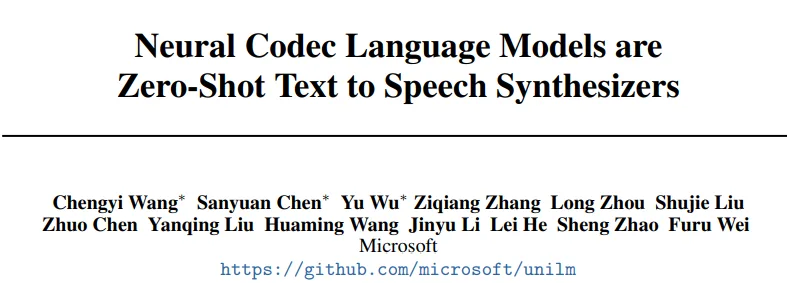 Neural Codec Language Models are
Zero-Shot Text to Speech Synthesizers
Chengyi Wang* Sanyuan Chen* Yu Wu* Ziqiang Zhang Long Zhou Shujie Liu
Zhuo Chen Yanqing Liu Huaming Wang Jinyu Li Lei He Sheng Zhao Furu Wei
Microsoft
https://github.com/microsoft/unilm